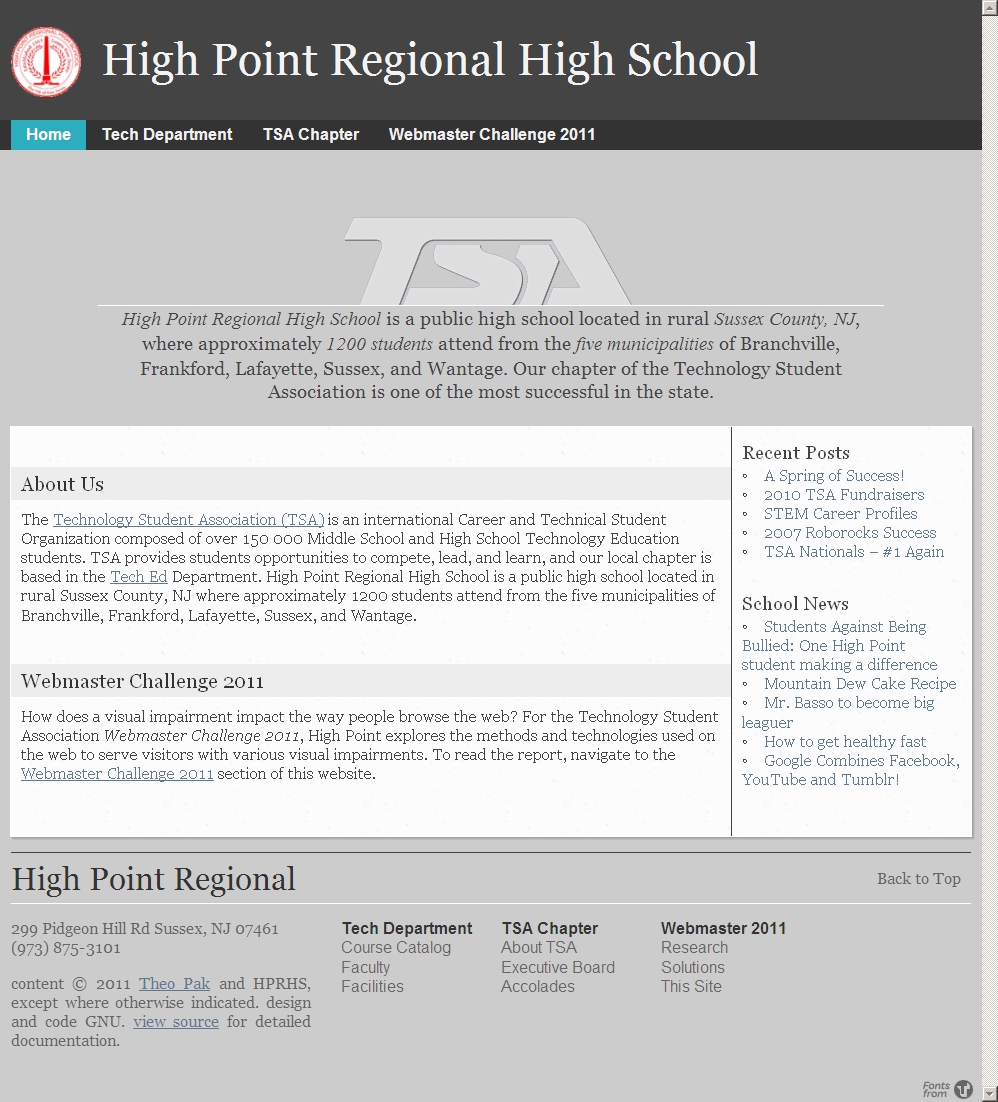 High Point Regional High School
Home Tech Department TSA Chapter Webmaster Challenge 2011
TSA
High Point Regional High School is a public high school located in rural Sussex County, NJ,
where approximately 1200 students attend from the five municipalities of Branchville,
Frankford, Lafayette, Sussex, and Wantage. Our chapter of the Technology Student
Association is one of the most successful in the state.
About Us
The Technology Student Association (TSA) is an international Career and Technical Student
Organization composed of over 150 000 Middle School and High School Technology Education
students. TSA provides students opportunities to compete, lead, and learn, and our local chapter is
based in the Tech Ed Department. High Point Regional High School is a public high school located in
rural Sussex County, NJ where approximately 1200 students attend from the five municipalities of
Branchville, Frankford, Lafayette, Sussex, and Wantage.
Webmaster Challenge 2011
How does a visual impairment impact the way people browse the web? For the Technology Student
Association Webmaster Challenge 2011, High Point explores the methods and technologies used on
the web to serve visitors with various visual impairments. To read the report, navigate to the
Webmaster Challenge 2011 section of this website.
Recent Posts
A Spring of Success!
2010 TSA Fundraisers
STEM Career Profiles
2007 Roborocks Success
TSA Nationals – #1 Again
School News
Students Against Being
Bullied: One High Point
student making a difference
Mountain Dew Cake Recipe
Mr. Basso to become big
leaguer
How to get healthy fast
Google Combines Facebook,
YouTube and Tumblr!
High Point Regional
Back to Top
299 Pidgeon Hill Rd Sussex, NJ 07461
(973) 875-3101
content © 2011 Theo Pak and HPRHS,
except where otherwise indicated. design
and code GNU. view source for detailed
documentation.
Tech Department
Course Catalog
Faculty
Facilities
TSA Chapter
About TSA
Executive Board
Accolades
Webmaster 2011
Research
Solutions
This Site
Fonts
from